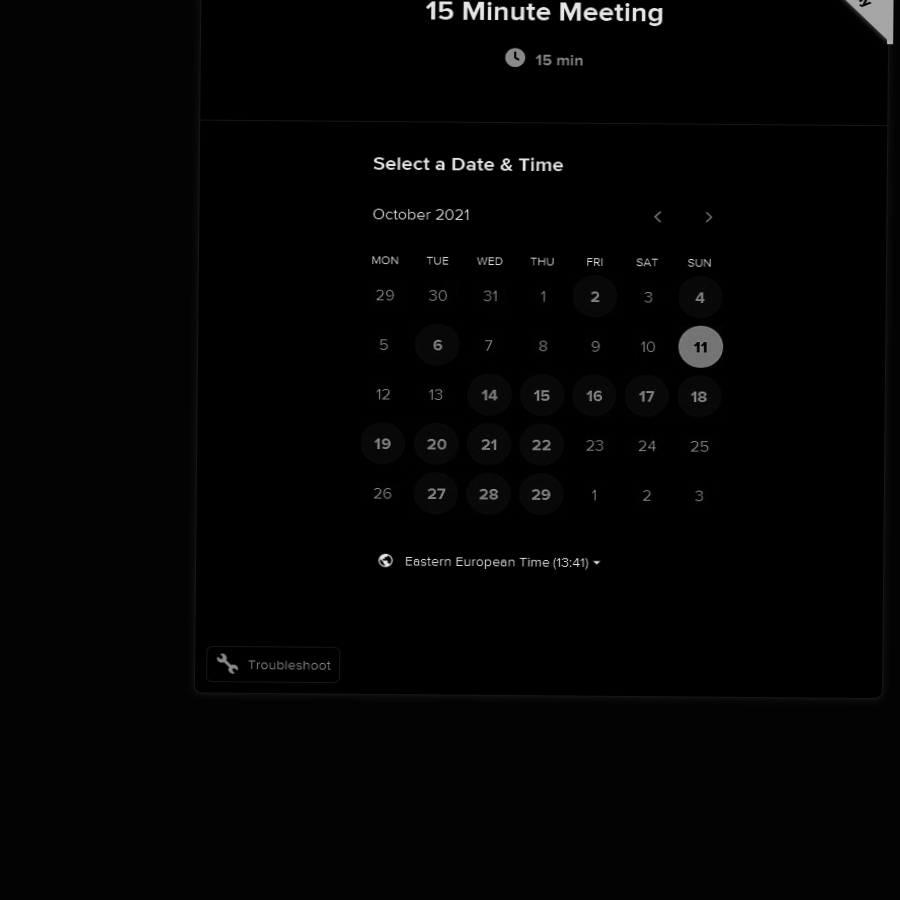 15 Minute Meeting
15 min
Select a Date & Time
October 2021
MON TUE WED THU FRI SAT SUN
29 30 31 1 2 3 4
5 6 7 8 9 10 11
12 13 14 15 16 17 18
19 20 21 22 23 24 25
26 27 28 29 1 2 3
Eastern European Time (13:41)
Troubleshoot